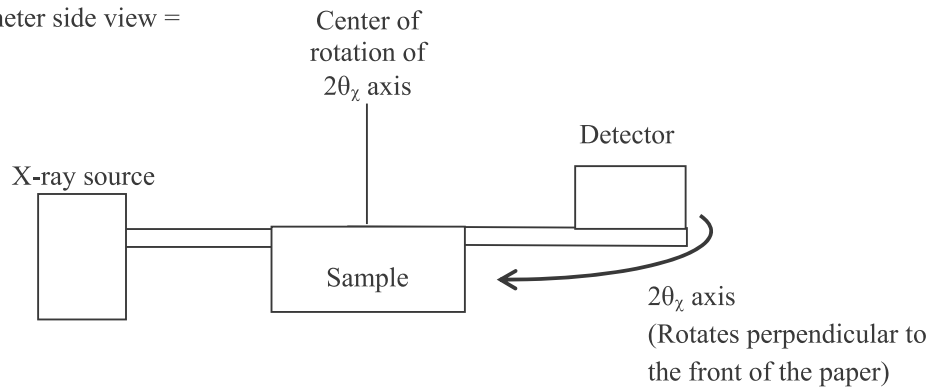 side view =
Center of
rotation of
2θχ axis
Detector
X-ray source
Sample
2θχ axis
(Rotates perpendicular to
the front of the paper)